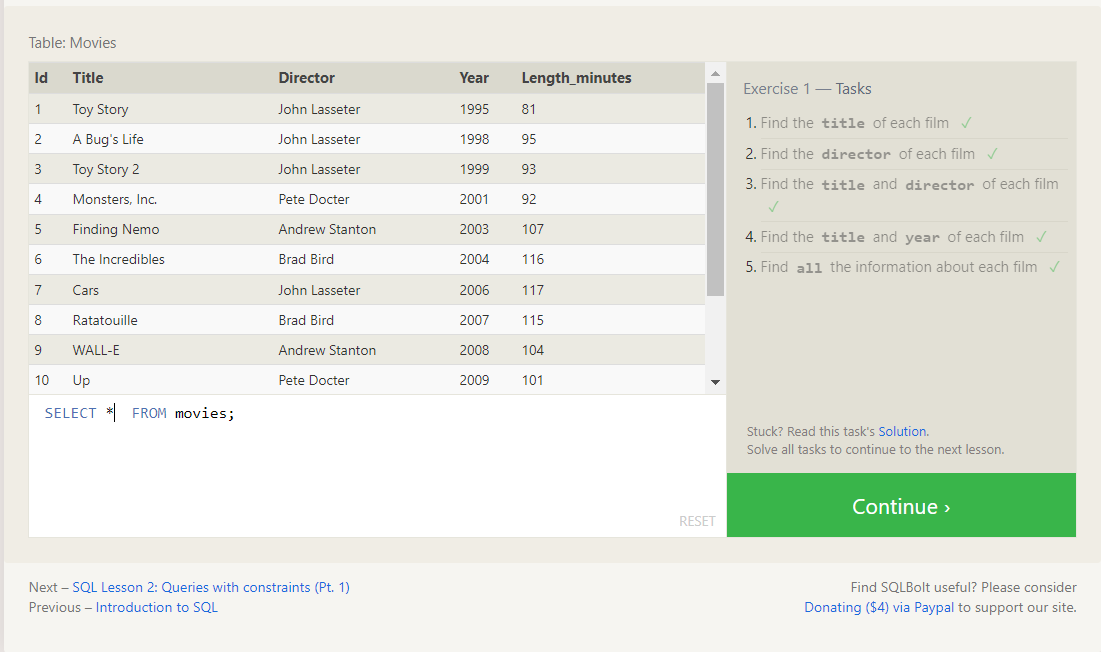 Table: Movies
Id Title Director Year Length_minutes
1 Toy Story John Lasseter 1995 81
2 A Bug's Life John Lasseter 1998 95
3 Toy Story 2 John Lasseter 1999 93
4 Monsters, Inc. Pete Docter 2001 92
5 Finding Nemo Andrew Stanton 2003 107
6 The Incredibles Brad Bird 2004 116
7 Cars John Lasseter 2006 117
8 Ratatouille Brad Bird 2007 115
9 WALL-E Andrew Stanton 2008 104
10 Up Pete Docter 2009 101
SELECT * FROM movies;
RESET
Exercise 1 — Tasks
1. Find the title of each film ✓
2. Find the director of each film ✓
3. Find the title and director of each film
✓
4. Find the title and year of each film ✓
5. Find all the information about each film ✓
Stuck? Read this task's Solution.
Solve all tasks to continue to the next lesson.
Continue ›
Next – SQL Lesson 2: Queries with constraints (Pt. 1)
Previous – Introduction to SQL
Find SQLBolt useful? Please consider
Donating ($4) via Paypal to support our site.